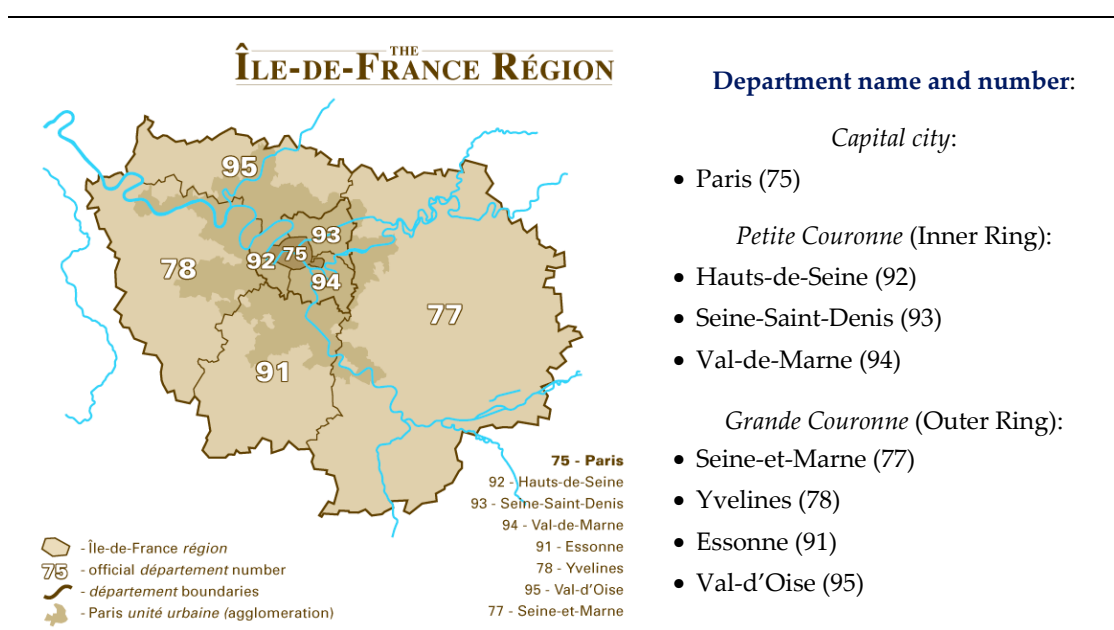 THE
ÎLE-DE-FRANCE RÉGION
95
93
92
75
78
94
77
91
75 - Paris
92 - Hauts-de-Seine
93 - Seine-Saint-Denis
94 - Val-de-Marne
91 - Essonne
78 - Yvelines
95 - Val-d'Oise
77 - Seine-et-Marne
- Île-de-France région
75 - official département number
- département boundaries
- Paris unité urbaine (agglomeration)
Department name and number:
Capital city:
• Paris (75)
Petite Couronne (Inner Ring):
• Hauts-de-Seine (92)
• Seine-Saint-Denis (93)
• Val-de-Marne (94)
Grande Couronne (Outer Ring):
• Seine-et-Marne (77)
• Yvelines (78)
• Essonne (91)
• Val-d’Oise (95)